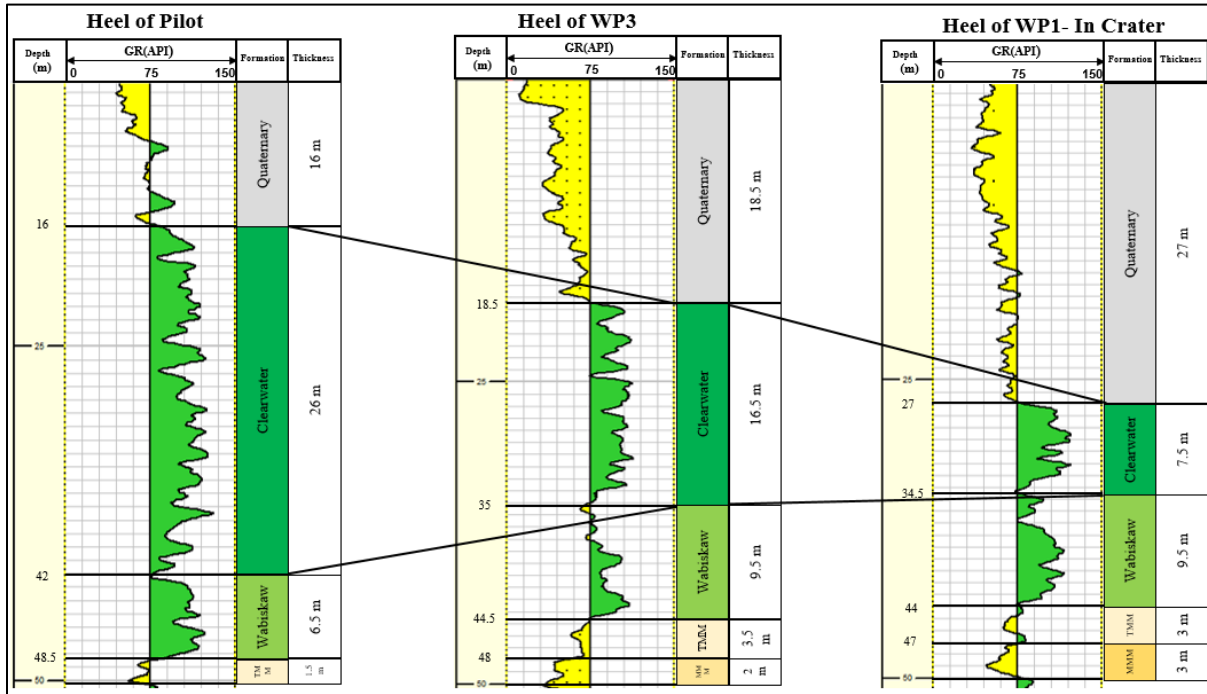 Heel of Pilot
Depth
(m)
GR(API)
0 75 150
Formation
Thickness
Quaternary
16 m
16
Clearwater
26 m
25
42
Wabiskaw
6.5 m
48.5
TM
M
1.5
m
50
Heel of WP3
Depth
(m)
GR(API)
0 75 150
Formation
Thickness
Quaternary
18.5 m
18.5
Clearwater
16.5 m
25
35
Wabiskaw
9.5 m
44.5
TMM
3.5
m
48
MM
M
2
m
50
Heel of WP1- In Crater
Depth
(m)
GR(API)
0 75 150
Formation
Thickness
Quaternary
27 m
25
27
Clearwater
7.5 m
34.5
Wabiskaw
9.5 m
44
TMM
3 m
47
MMM
3 m
50